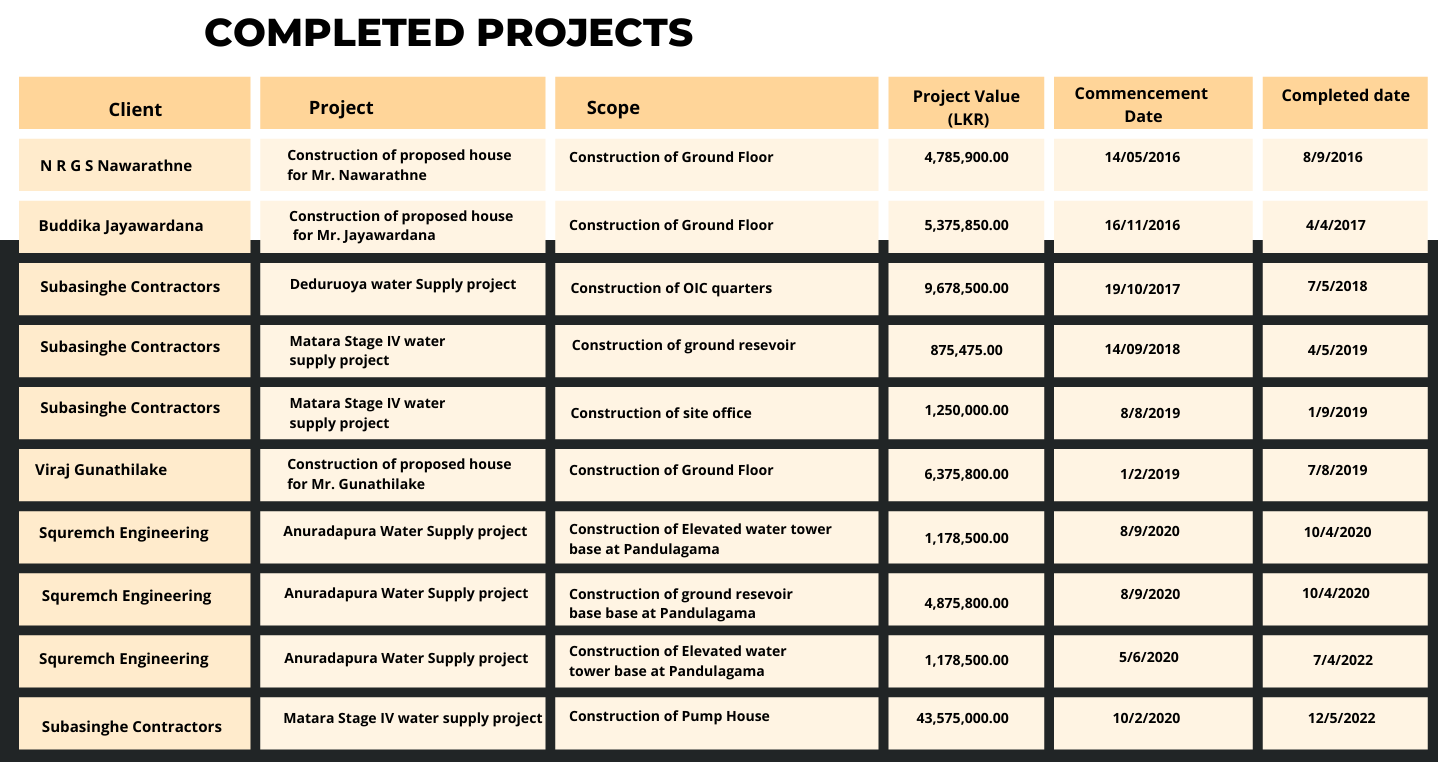 COMPLETED PROJECTS
Client
Project
Scope
Project Value
(LKR)
Commencement
Date
Completed date
N R G S Nawarathne
Construction of proposed house
for Mr. Nawarathne
Construction of Ground Floor
4,785,900.00
14/05/2016
8/9/2016
Buddika Jayawardana
Construction of proposed house
for Mr. Jayawardana
Construction of Ground Floor
5,375,850.00
16/11/2016
4/4/2017
Subasinghe Contractors
Deduruoya water Supply project
Construction of OIC quarters
9,678,500.00
19/10/2017
7/5/2018
Subasinghe Contractors
Matara Stage IV water
supply project
Construction of ground resevoir
875,475.00
14/09/2018
4/5/2019
Subasinghe Contractors
Matara Stage IV water
supply project
Construction of site office
1,250,000.00
8/8/2019
1/9/2019
Viraj Gunathilake
Construction of proposed house
for Mr. Gunathilake
Construction of Ground Floor
6,375,800.00
1/2/2019
7/8/2019
Squremch Engineering
Anuradapura Water Supply project
Construction of Elevated water tower
base at Pandulagama
1,178,500.00
8/9/2020
10/4/2020
Squremch Engineering
Anuradapura Water Supply project
Construction of ground resevoir
base base at Pandulagama
4,875,800.00
8/9/2020
10/4/2020
Squremch Engineering
Anuradapura Water Supply project
Construction of Elevated water
tower base at Pandulagama
1,178,500.00
5/6/2020
7/4/2022
Subasinghe Contractors
Matara Stage IV water supply project
Construction of Pump House
43,575,000.00
10/2/2020
12/5/2022